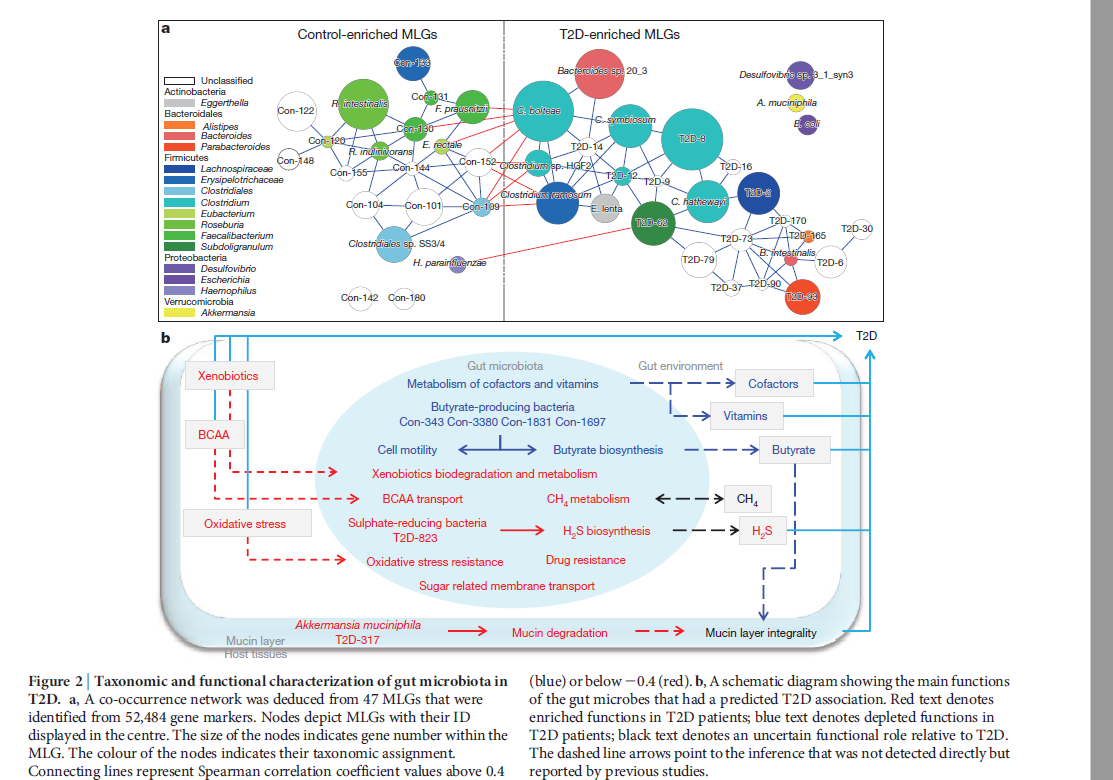 a
Control-enriched MLGs
T2D-enriched MLGs
Unclassified
Actinobacteria
Eggerthella
Bacteroidales
Alistipes
Bacteroides
Parabacteroides
Firmicutes
Lachnospiraceae
Erysipelotrichaceae
Clostridiales
Clostridium
Eubacterium
Roseburia
Faecalibacterium
Subdoligranulum
Proteobacteria
Desulfovibrio
Escherichia
Haemophilus
Verrucomicrobia
Akkermansia
Con-133
Con-131
Con-122
R. intestinalis
F. prausnitzii
Con-130
Con-120
R. inulinivorans
E. rectale
Con-148
Con-155
Con-144
Con-152
Con-104
Con-101
Con-109
Clostridiales sp. SS3/4
H. parainfluenzae
Con-142
Con-180
Bacteroides sp. 20_3
C. bolteae
C. symbiosum
T2D-8
T2D-14
Clostridium sp. HGF2
T2D-12
T2D-9
T2D-16
Clostridium ramosum
E. lenta
C. hathewayi
T2D-2
T2D-62
T2D-170
T2D-73
T2D-165
T2D-30
T2D-79
B. intestinalis
T2D-6
T2D-37
T2D-90
T2D-93
Desulfovibrio sp. 3_1_syn3
A. muciniphila
E. coli
b
T2D
Xenobiotics
BCAA
Oxidative stress
Gut microbiota
Gut environment
Metabolism of cofactors and vitamins
Cofactors
Vitamins
Butyrate-producing bacteria
Con-343 Con-3380 Con-1831 Con-1697
Cell motility
Butyrate biosynthesis
Butyrate
Xenobiotics biodegradation and metabolism
BCAA transport
CH4 metabolism
CH4
Sulphate-reducing bacteria
T2D-823
H2S biosynthesis
H2S
Oxidative stress resistance
Drug resistance
Sugar related membrane transport
Akkermansia muciniphila
T2D-317
Mucin degradation
Mucin layer integrality
Mucin layer
Host tissues
Figure 2 | Taxonomic and functional characterization of gut microbiota in
T2D. a, A co-occurrence network was deduced from 47 MLGs that were
identified from 52,484 gene markers. Nodes depict MLGs with their ID
displayed in the centre. The size of the nodes indicates gene number within the
MLG. The colour of the nodes indicates their taxonomic assignment.
Connecting lines represent Spearman correlation coefficient values above 0.4
(blue) or below −0.4 (red). b, A schematic diagram showing the main functions
of the gut microbes that had a predicted T2D association. Red text denotes
enriched functions in T2D patients; blue text denotes depleted functions in
T2D patients; black text denotes an uncertain functional role relative to T2D.
The dashed line arrows point to the inference that was not detected directly but
reported by previous studies.